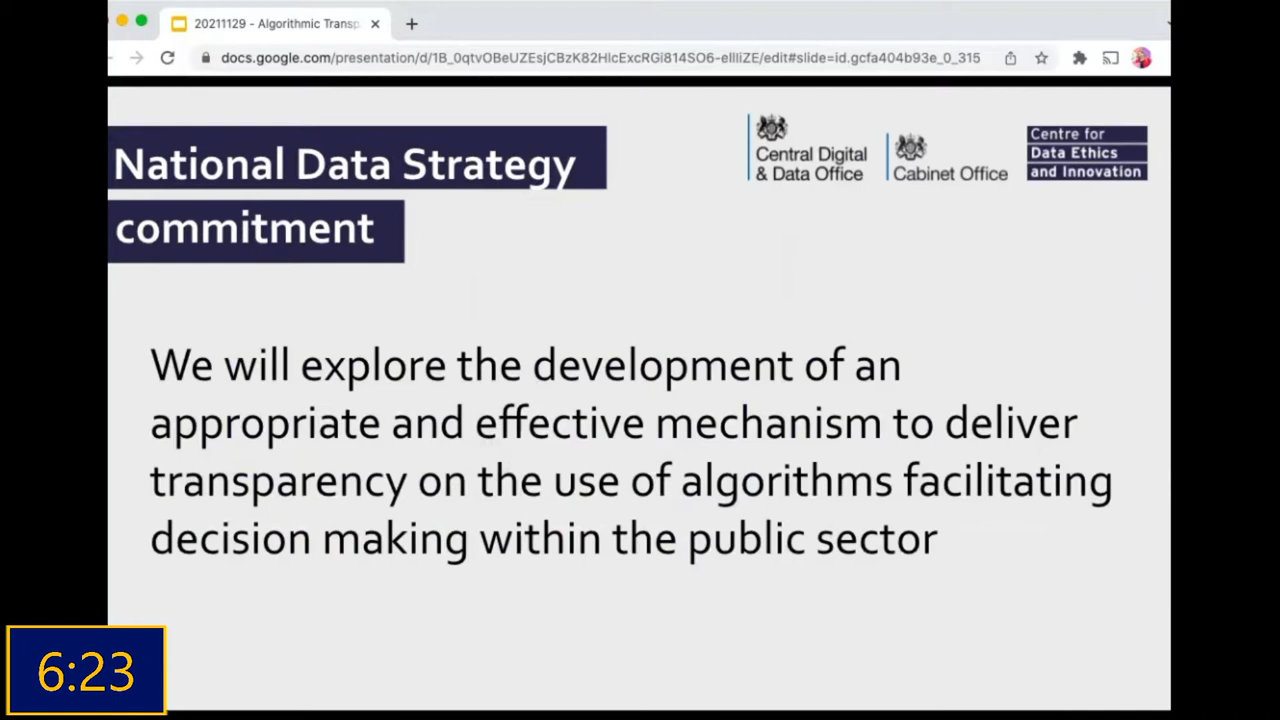 20211129 - Algorithmic Transp
docs.google.com/presentation/d/1B_0qtvOBeUZEsjCBzK82HlcExcRGi814SO6-ellliZE/edit#slide=id.gcfa404b93e_0_315
National Data Strategy
commitment
Central Digital
& Data Office
Cabinet Office
Centre for
Data Ethics
and Innovation
We will explore the development of an
appropriate and effective mechanism to deliver
transparency on the use of algorithms facilitating
decision making within the public sector
6:23